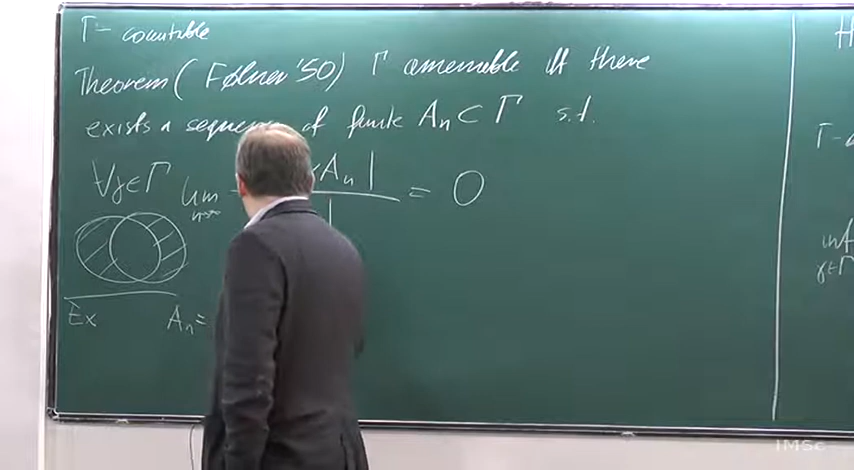 Γ - countable
Theorem (Følner '50) Γ amenable iff there
exists a sequence of finite Aₙ ⊂ Γ s.t.
∀γ∈Γ lim n→∞ Aₙ| = 0
Ex Aₙ =
H
Γ -
inf
γ∈Γ
IMSc